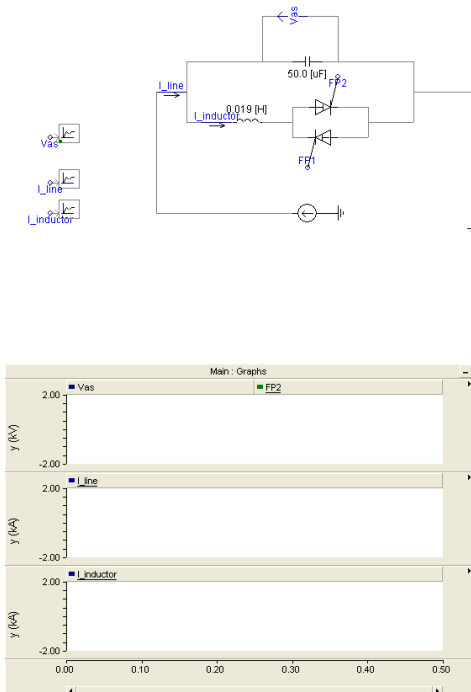 Vas
50.0 [uF]
FP2
I_line
0.019 [H]
I_inductor
FP1
Vas
I_line
I_inductor
Main : Graphs
Vas
FP2
2.00
y (kV)
-2.00
I_line
2.00
y (kA)
-2.00
I_inductor
2.00
y (kA)
-2.00
0.00 0.10 0.20 0.30 0.40 0.50